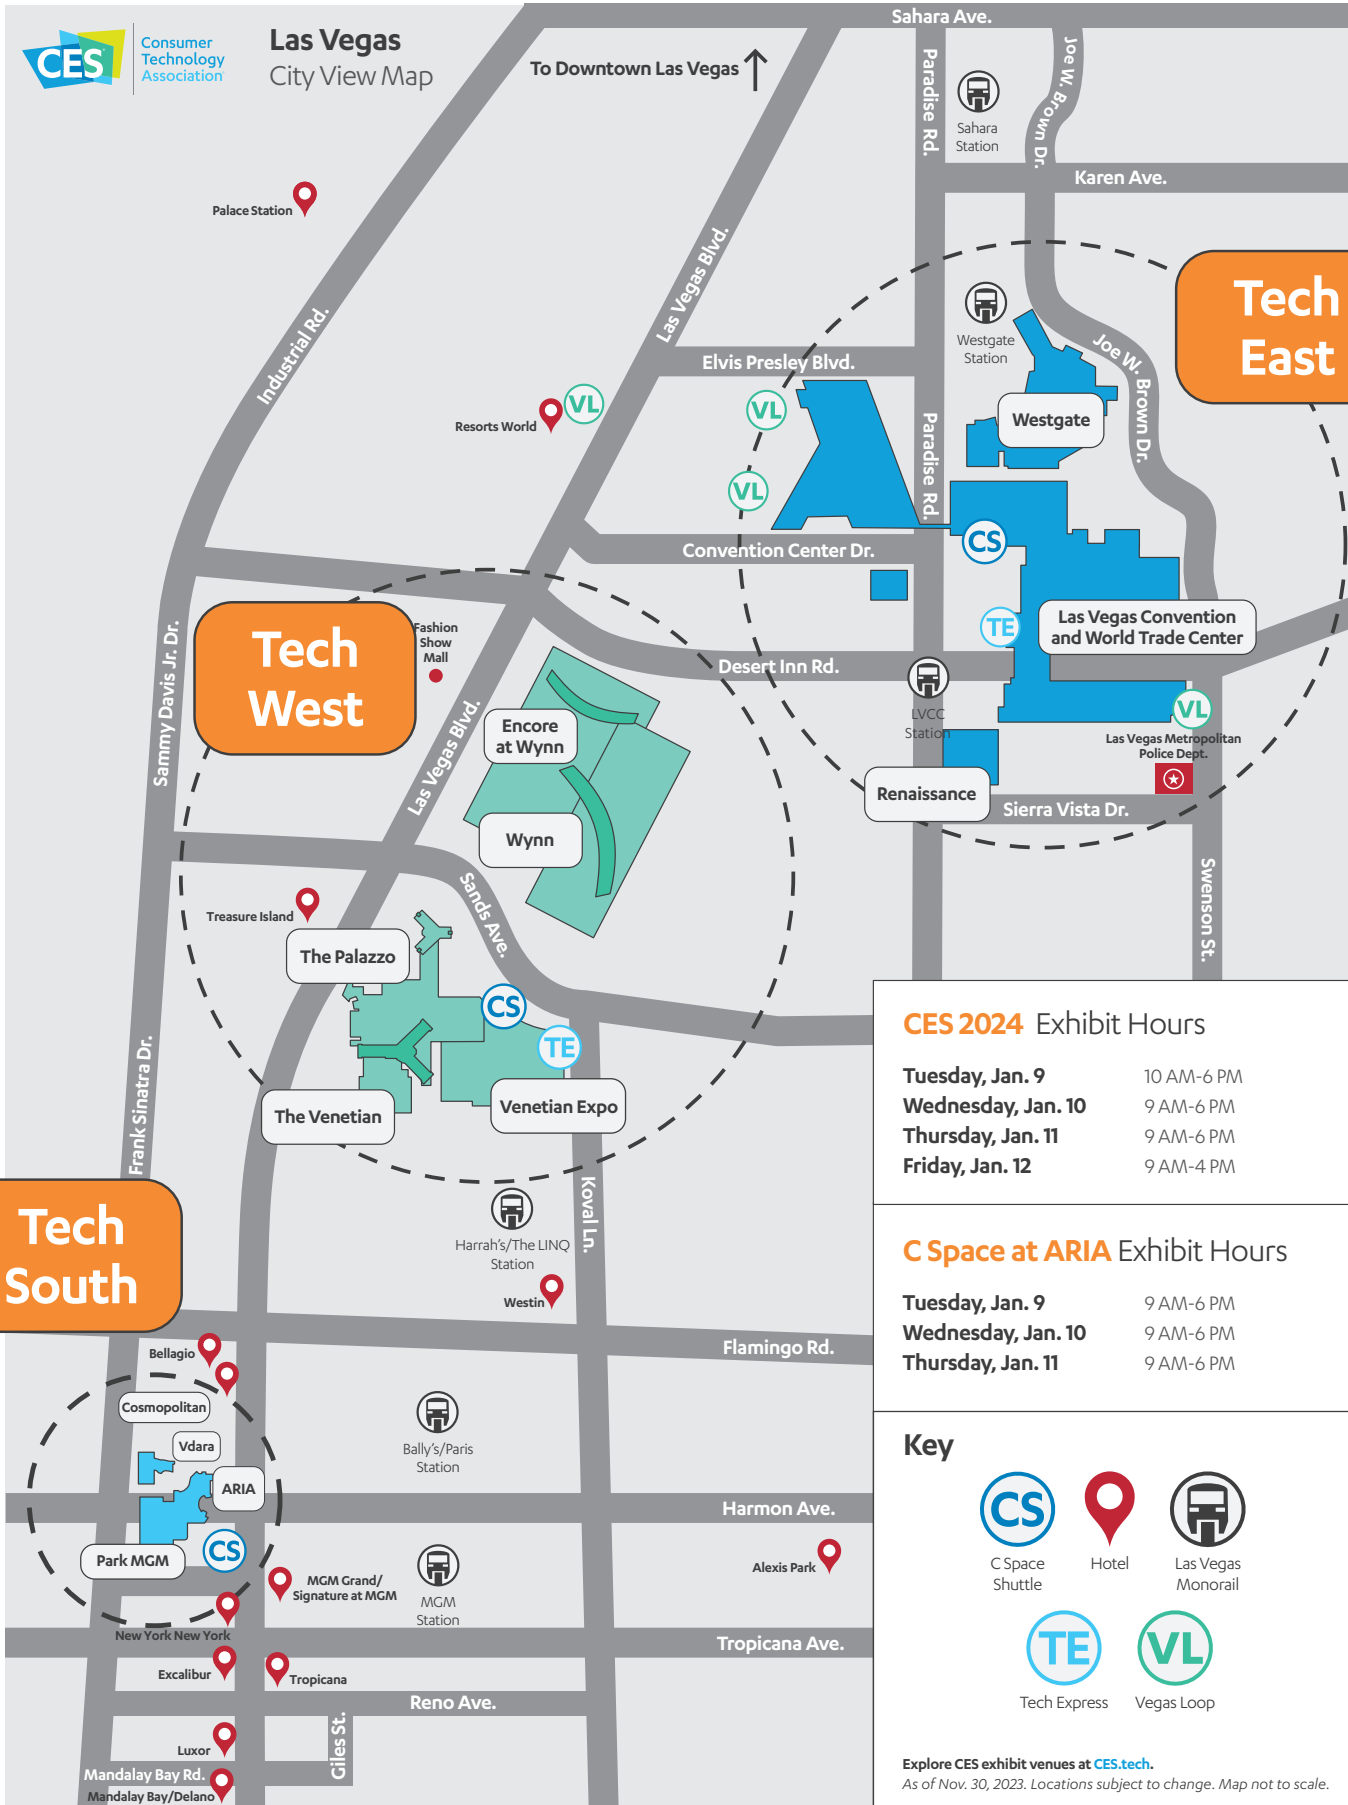 CES
Consumer
Technology
Association
Las Vegas
City View Map
To Downtown Las Vegas
Sahara Ave.
Paradise Rd.
Joe W. Brown Dr.
Sahara
Station
Karen Ave.
Palace Station
Industrial Rd.
Las Vegas Blvd.
Westgate
Station
Tech
East
Elvis Presley Blvd.
Joe W. Brown Dr.
Resorts World
VL
VL
VL
Westgate
Paradise Rd.
Convention Center Dr.
CS
TE
Las Vegas Convention
and World Trade Center
Desert Inn Rd.
LVCC
Station
VL
Las Vegas Metropolitan
Police Dept.
Renaissance
Sierra Vista Dr.
Swenson St.
Tech
West
Fashion
Show
Mall
Sammy Davis Jr. Dr.
Las Vegas Blvd.
Encore
at Wynn
Wynn
Sands Ave.
Treasure Island
The Palazzo
CS
TE
The Venetian
Venetian Expo
Frank Sinatra Dr.
Koval Ln.
Tech
South
Harrah's/The LINQ
Station
Westin
Flamingo Rd.
Bellagio
Cosmopolitan
Vdara
ARIA
Bally's/Paris
Station
Harmon Ave.
Park MGM
CS
MGM Grand/
Signature at MGM
MGM
Station
Alexis Park
New York New York
Tropicana Ave.
Excalibur
Tropicana
Reno Ave.
Giles St.
Luxor
Mandalay Bay Rd.
Mandalay Bay/Delano
CES 2024 Exhibit Hours
Tuesday, Jan. 9 10 AM-6 PM
Wednesday, Jan. 10 9 AM-6 PM
Thursday, Jan. 11 9 AM-6 PM
Friday, Jan. 12 9 AM-4 PM
C Space at ARIA Exhibit Hours
Tuesday, Jan. 9 9 AM-6 PM
Wednesday, Jan. 10 9 AM-6 PM
Thursday, Jan. 11 9 AM-6 PM
Key
CS
C Space
Shuttle
Hotel
Las Vegas
Monorail
TE
Tech Express
VL
Vegas Loop
Explore CES exhibit venues at CES.tech.
As of Nov. 30, 2023. Locations subject to change. Map not to scale.